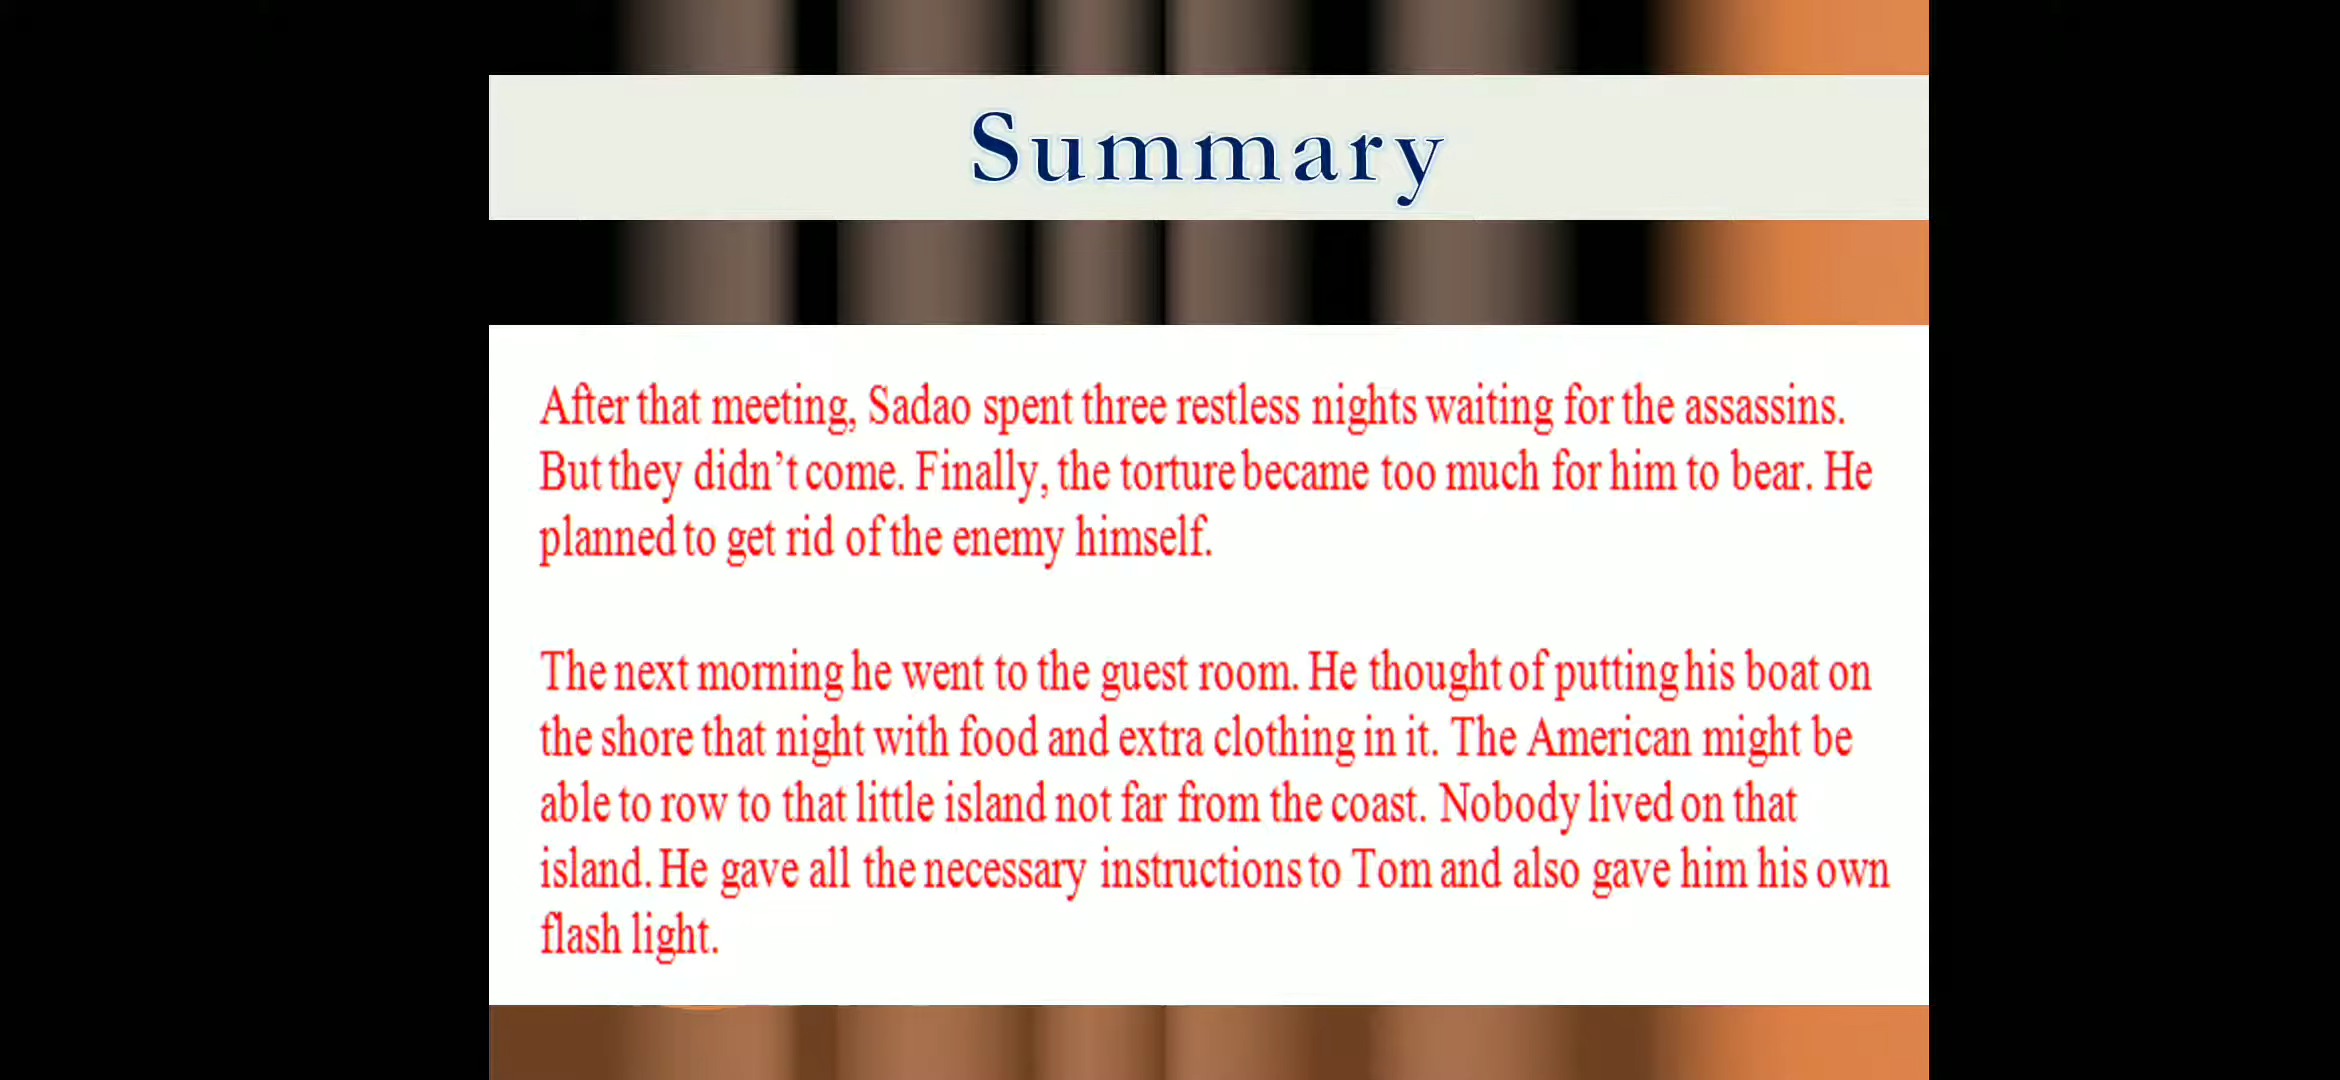 Summary
After that meeting, Sadao spent three restless nights waiting for the assassins.
But they didn’t come. Finally, the torture became too much for him to bear. He
planned to get rid of the enemy himself.
The next morning he went to the guest room. He thought of putting his boat on
the shore that night with food and extra clothing in it. The American might be
able to row to that little island not far from the coast. Nobody lived on that
island. He gave all the necessary instructions to Tom and also gave him his own
flash light.